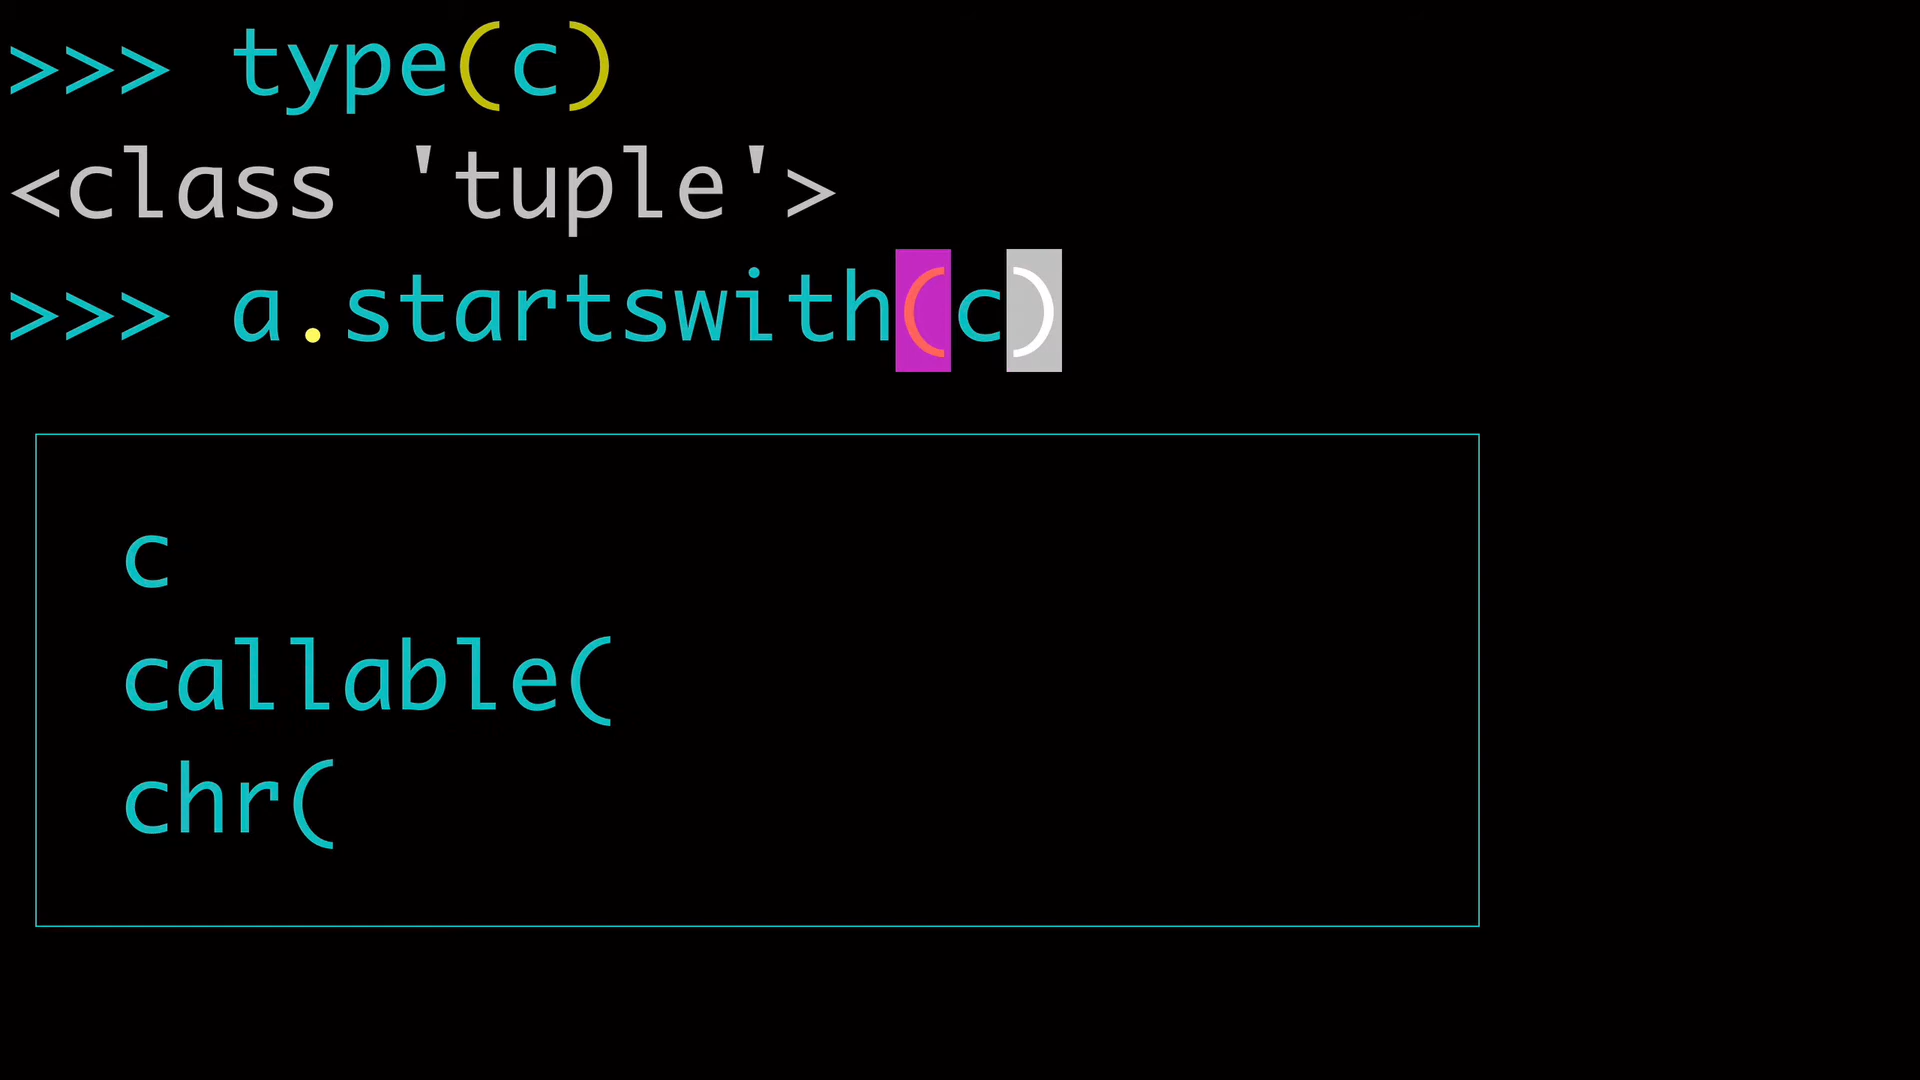 >>> type(c)
<class 'tuple'>
>>> a.startswith(c)
c
callable(
chr(